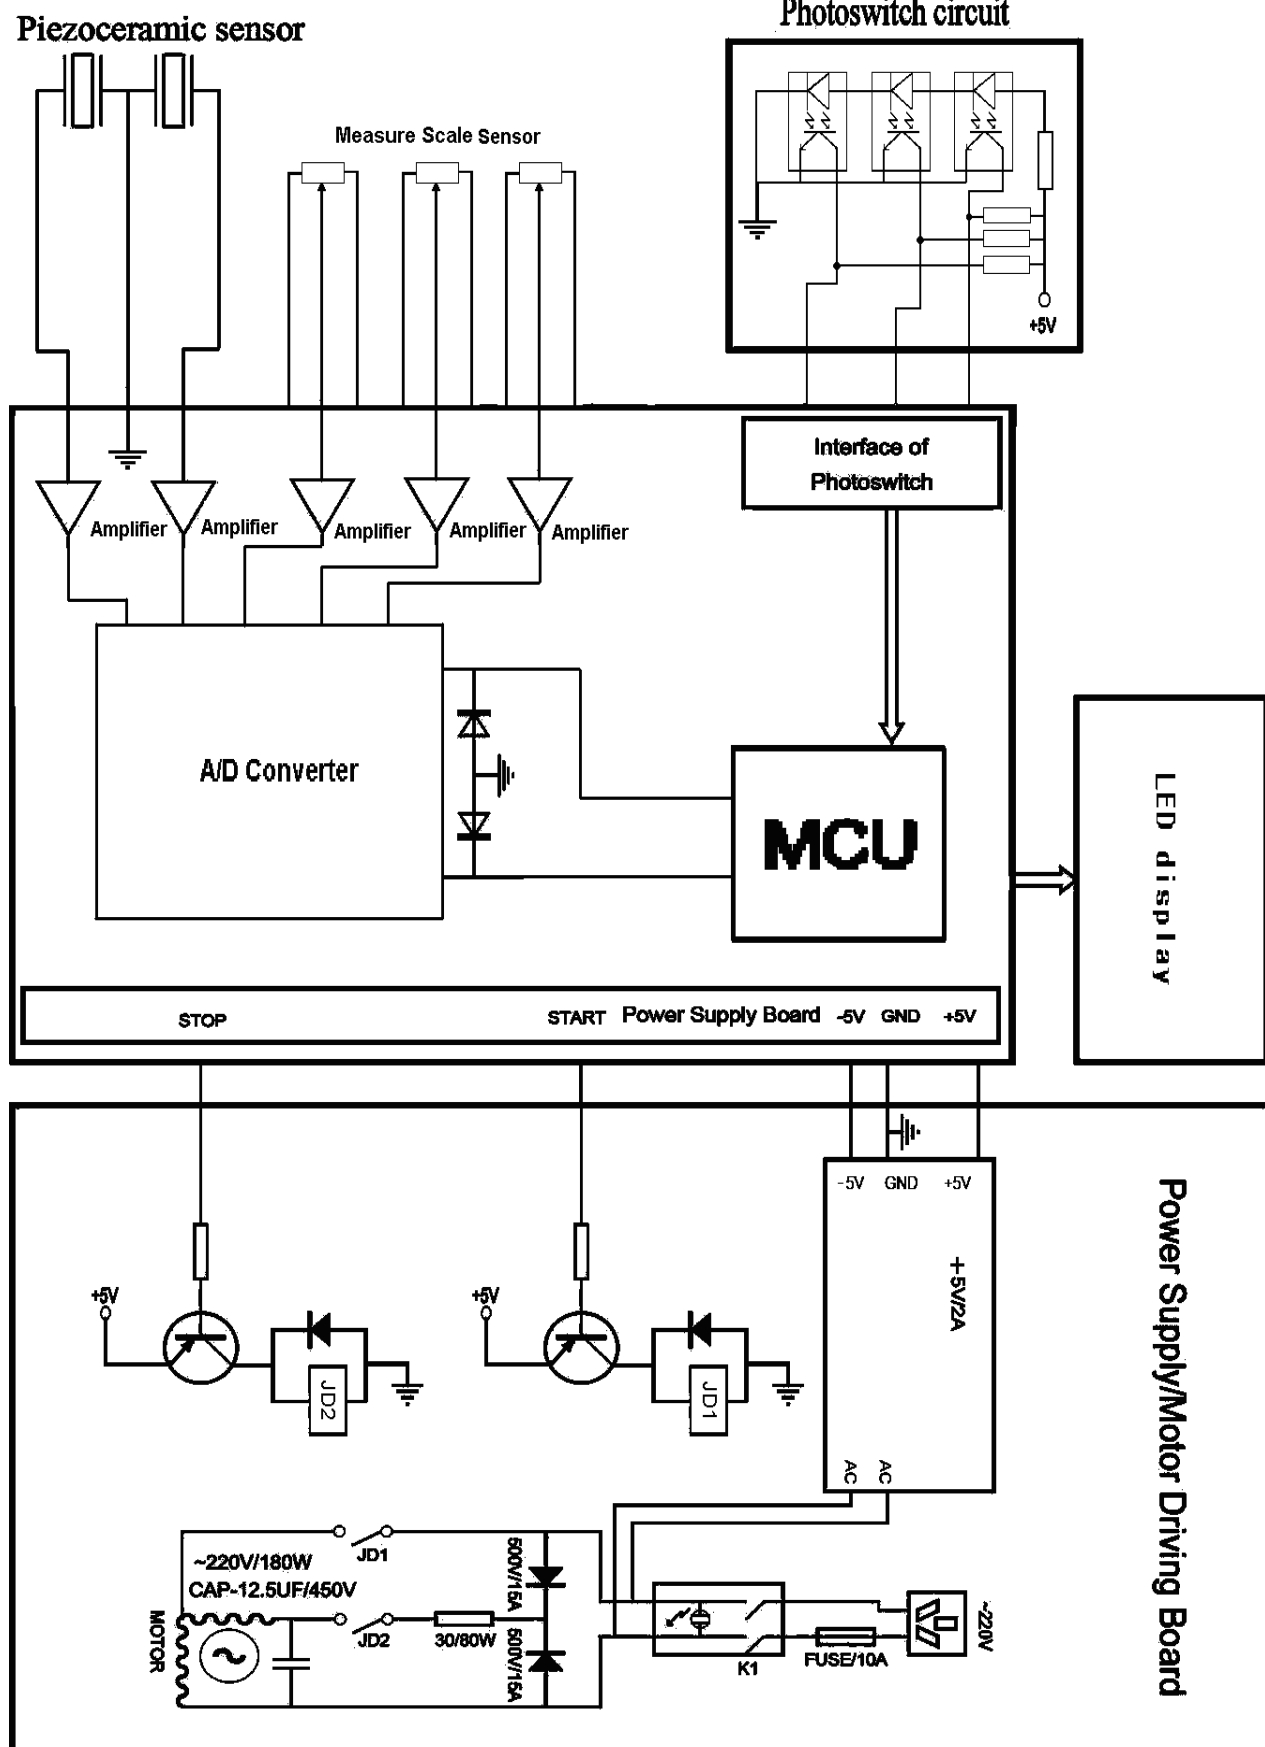 Piezoceramic sensor
Photoswitch circuit
Measure Scale Sensor
+5V
Interface of
Photoswitch
Amplifier
Amplifier
Amplifier
Amplifier
Amplifier
A/D Converter
MCU
LED display
STOP
START
Power Supply Board
-5V
GND
+5V
-5V
GND
+5V
+5V/2A
AC
AC
Power Supply/Motor Driving Board
+5V
JD2
+5V
JD1
~220V/180W
CAP-12.5UF/450V
MOTOR
JD1
JD2
30/80W
500V/15A
500V/15A
K1
FUSE/10A
~220V